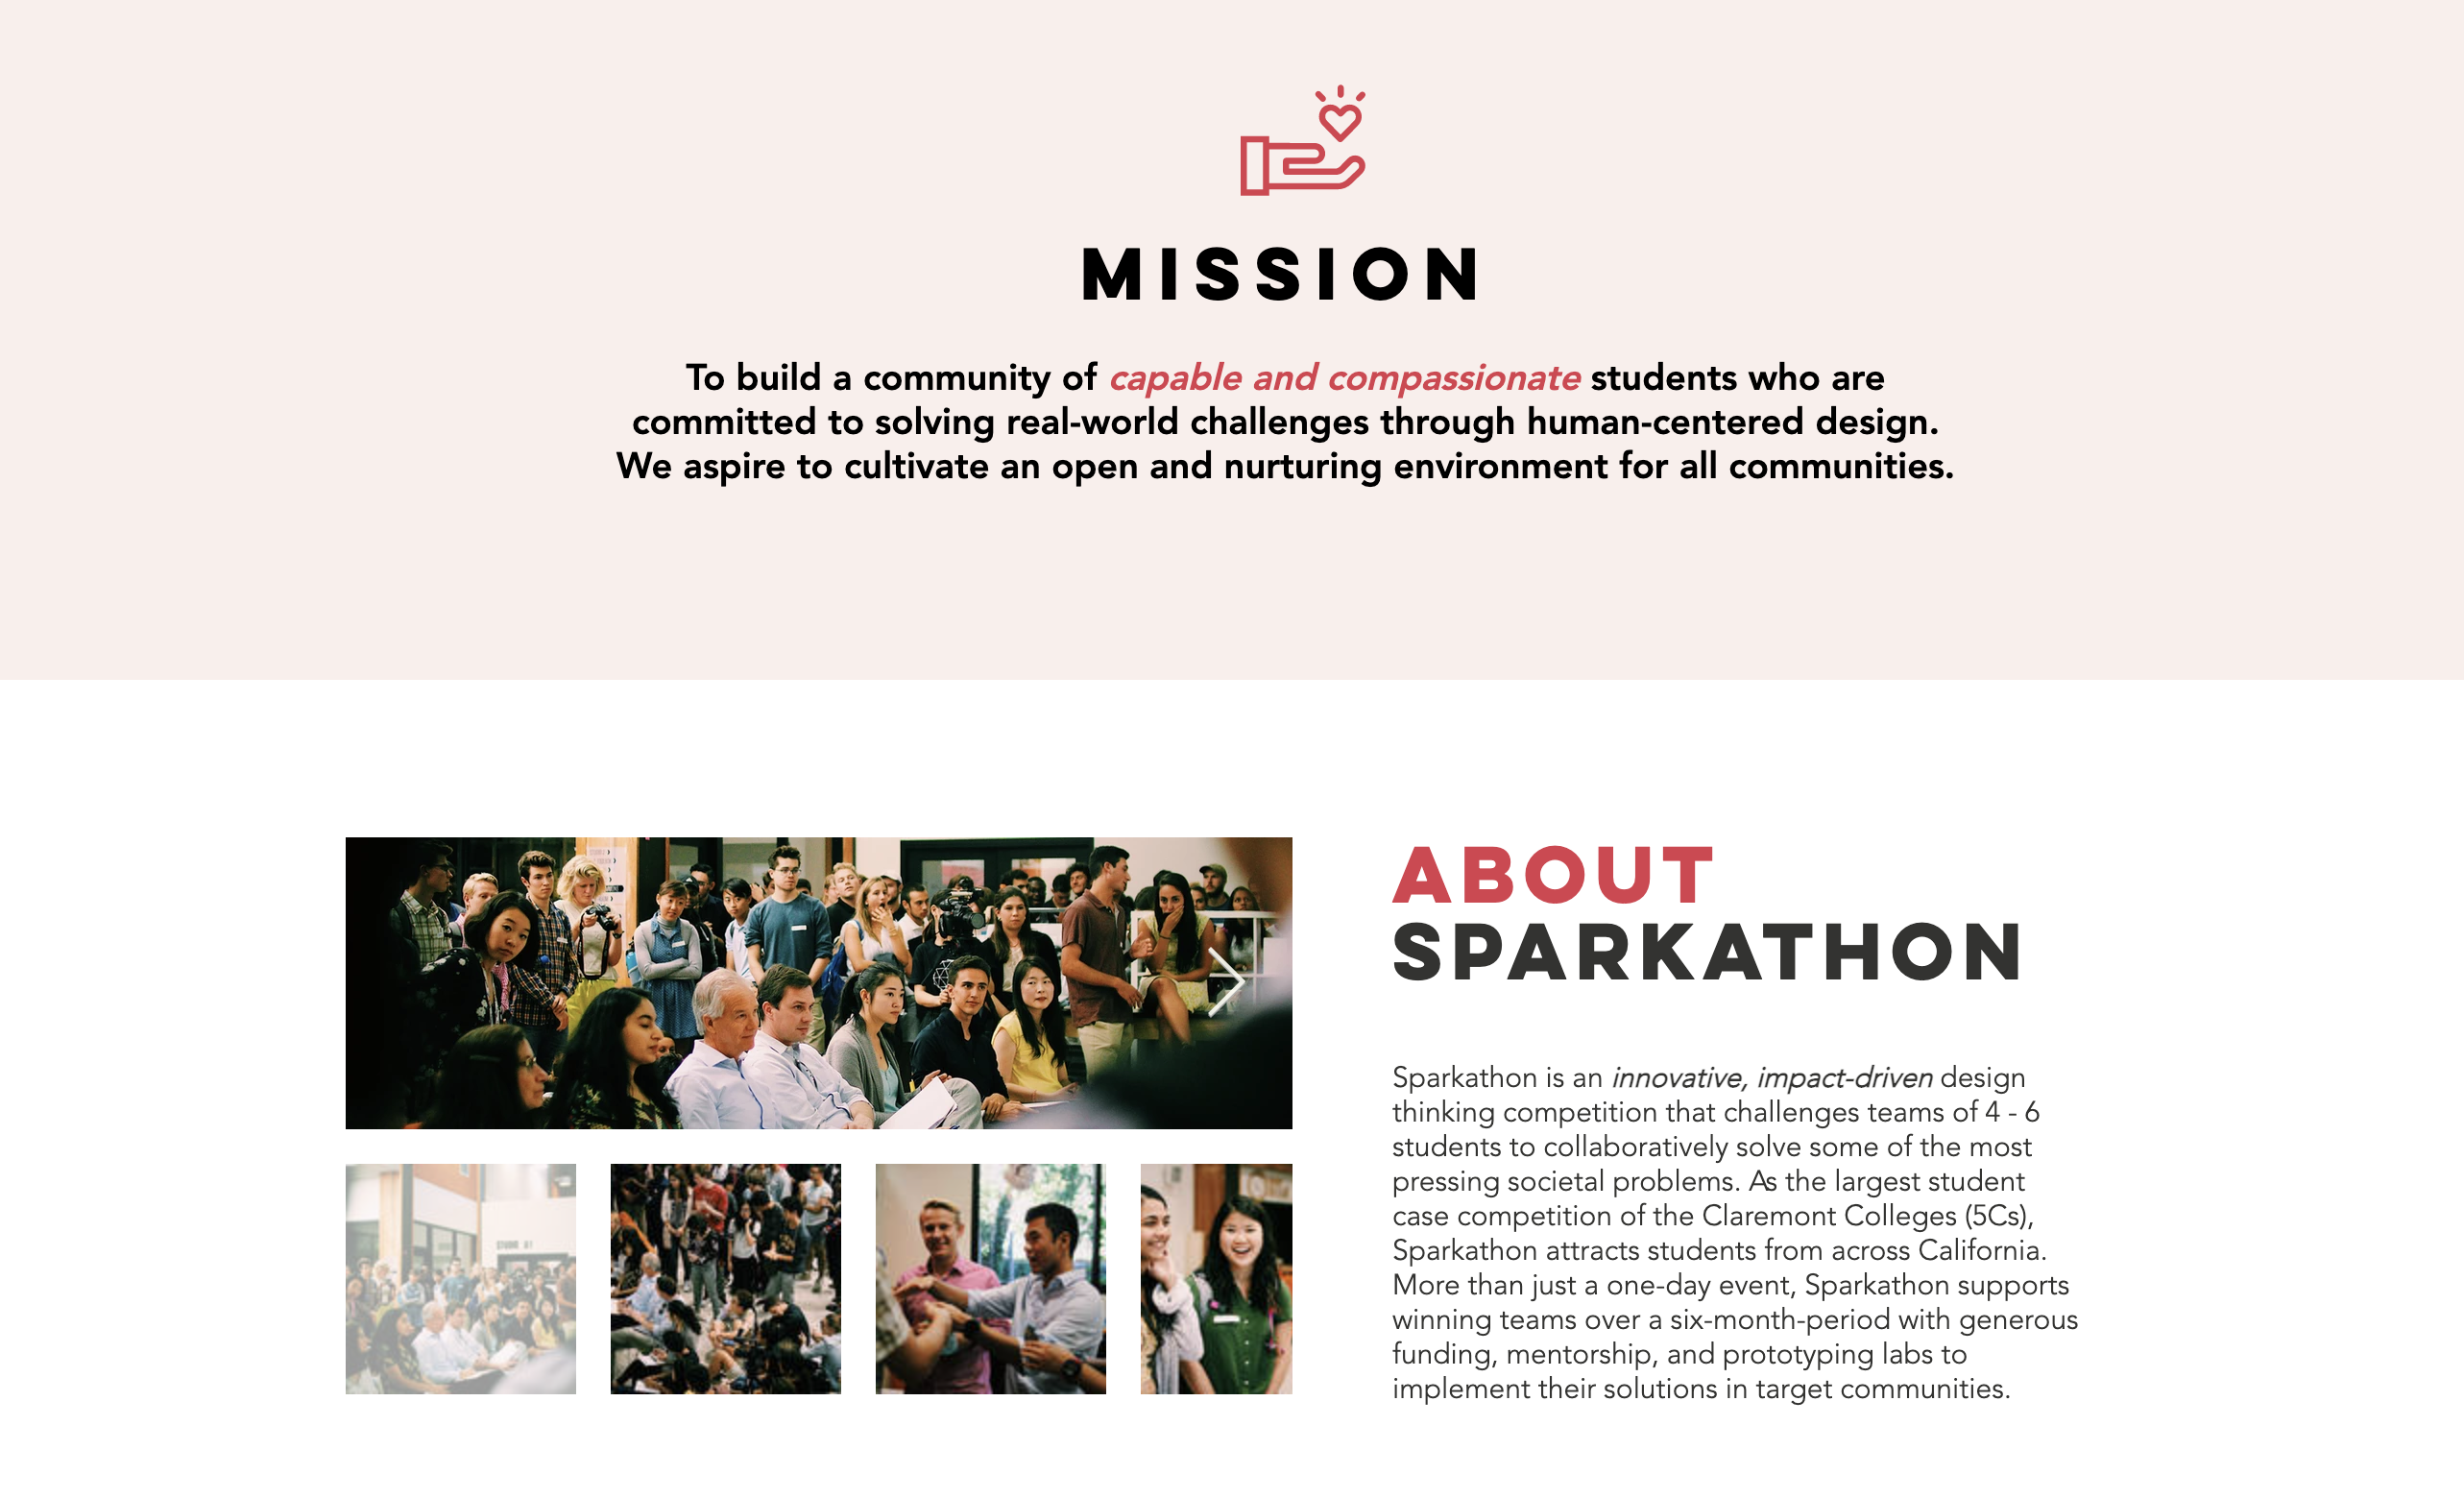 MISSION
To build a community of capable and compassionate students who are
committed to solving real-world challenges through human-centered design.
We aspire to cultivate an open and nurturing environment for all communities.
ABOUT
SPARKATHON
Sparkathon is an innovative, impact-driven design
thinking competition that challenges teams of 4 - 6
students to collaboratively solve some of the most
pressing societal problems. As the largest student
case competition of the Claremont Colleges (5Cs),
Sparkathon attracts students from across California.
More than just a one-day event, Sparkathon supports
winning teams over a six-month-period with generous
funding, mentorship, and prototyping labs to
implement their solutions in target communities.